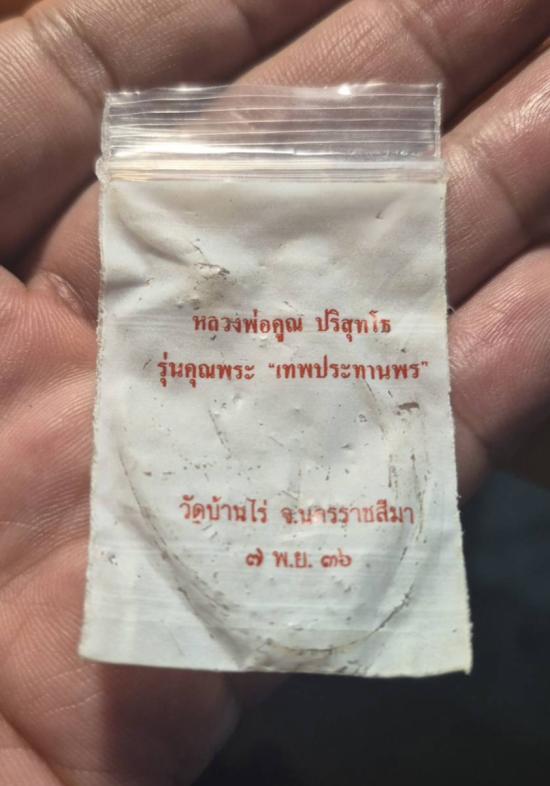 หลวงพ่อคูณ ปริสุทโธ
รุ่นคุณพระ “เทพประทานพร”
วัดบ้านไร่ จ.นครราชสีมา
๗ พ.ย. ๓๖